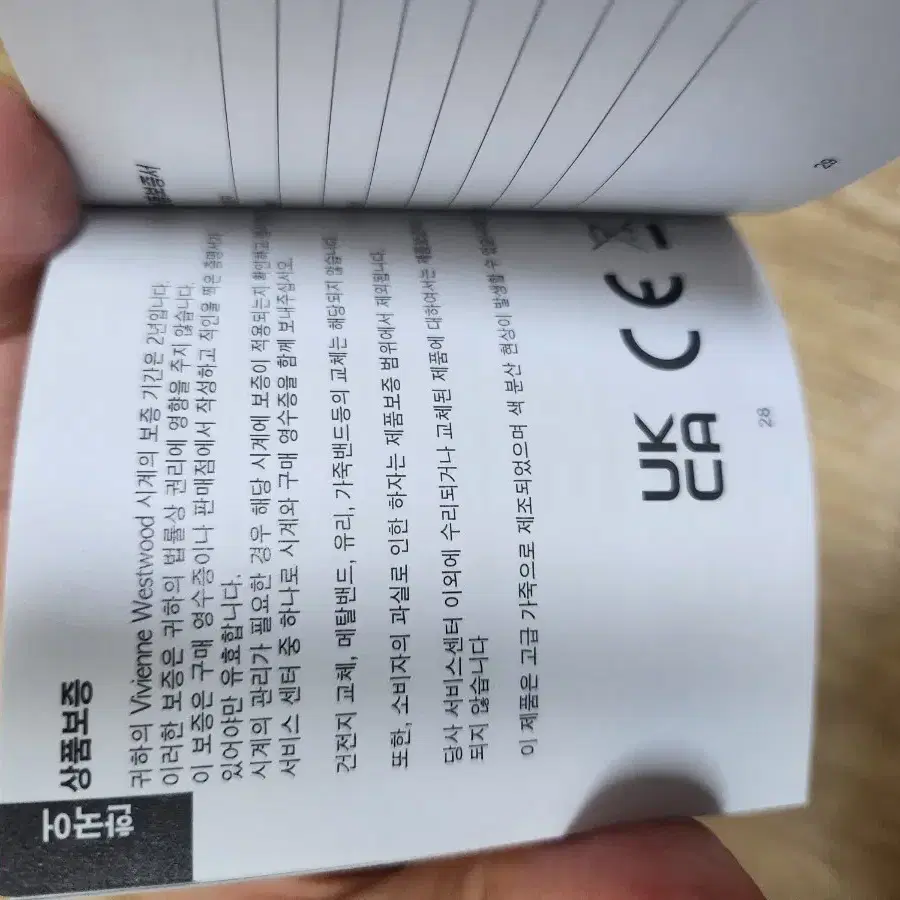 한국어
상품보증
귀하의 Vivienne Westwood 시계의 보증 기간은 2년입니다.
이러한 보증은 귀하의 법률상 권리에 영향을 주지 않습니다.
이 보증은 구매 영수증이나 판매점에서 작성하고 직인을 찍은 증명서가
있어야만 유효합니다.
시계의 관리가 필요한 경우 해당 시계에 보증이 적용되는지 확인하고
서비스 센터 중 하나로 시계와 구매 영수증을 함께 보내주십시오.
건전지 교체, 메탈밴드, 유리, 가죽밴드등의 교체는 해당되지 않습니다.
또한, 소비자의 과실로 인한 하자는 제품보증 범위에서 제외됩니다.
당사 서비스센터 이외에 수리되거나 교체된 제품에 대하여서는
되지 않습니다
이 제품은 고급 가죽으로 제조되었으며 색 분산 현상이 발생할 수
UK
CA
CE
28